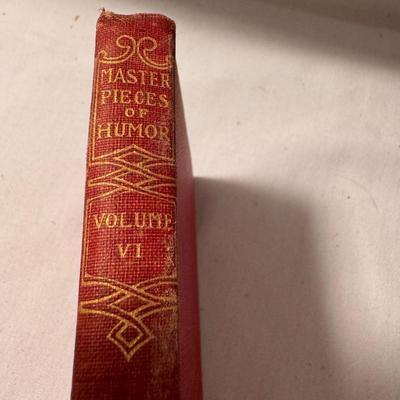 MASTER
PIECES
OF
HUMOR
VOLUME
VI